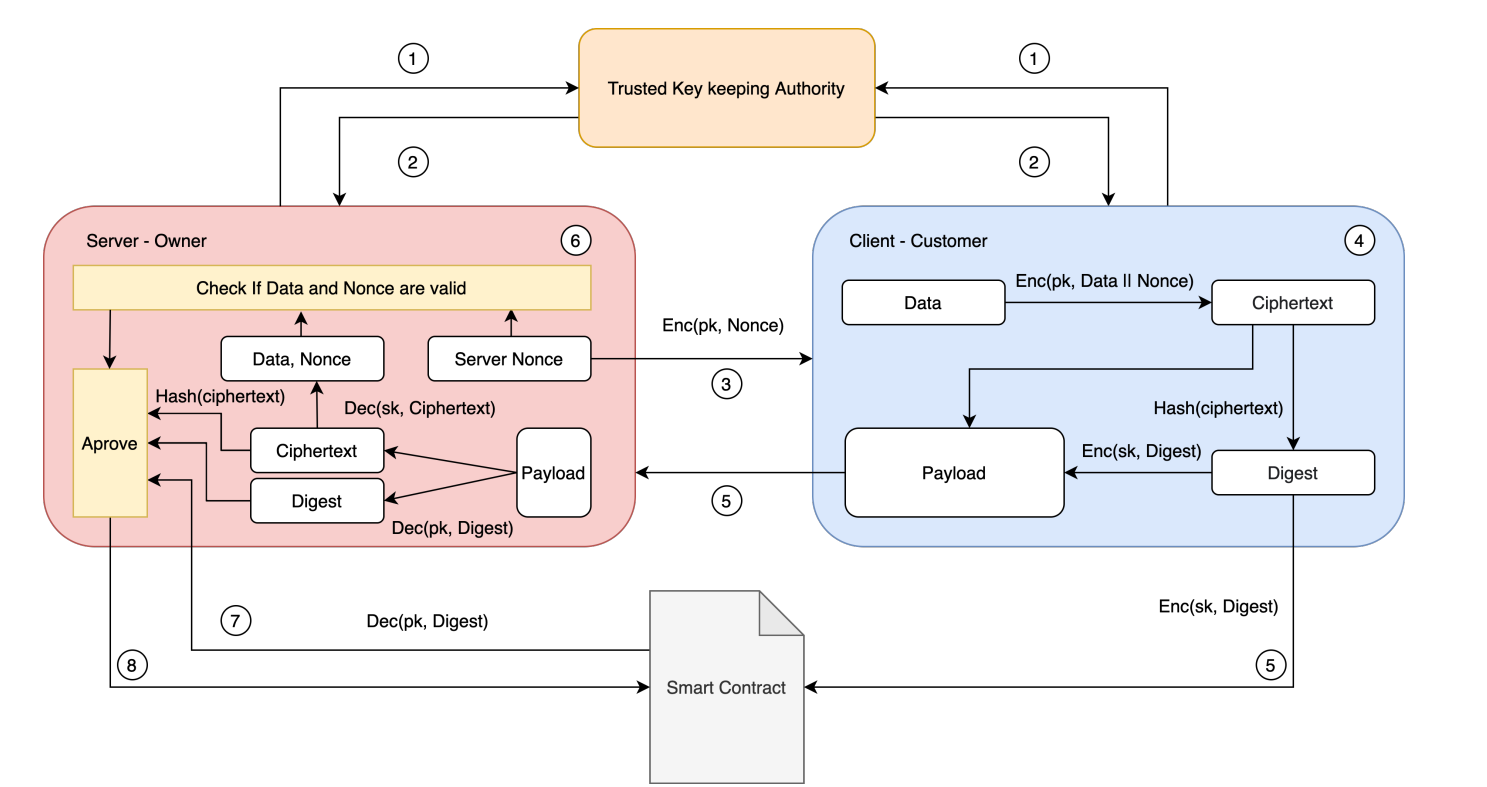 1
1
Trusted Key keeping Authority
2
2
Server - Owner
6
Client - Customer
4
Check If Data and Nonce are valid
Enc(pk, Data || Nonce)
Data
Ciphertext
Enc(pk, Nonce)
Data, Nonce
Server Nonce
3
Hash(ciphertext)
Dec(sk, Ciphertext)
Hash(ciphertext)
Aprove
Ciphertext
Payload
Enc(sk, Digest)
Payload
Digest
Digest
5
Dec(pk, Digest)
Enc(sk, Digest)
7
Dec(pk, Digest)
8
5
Smart Contract